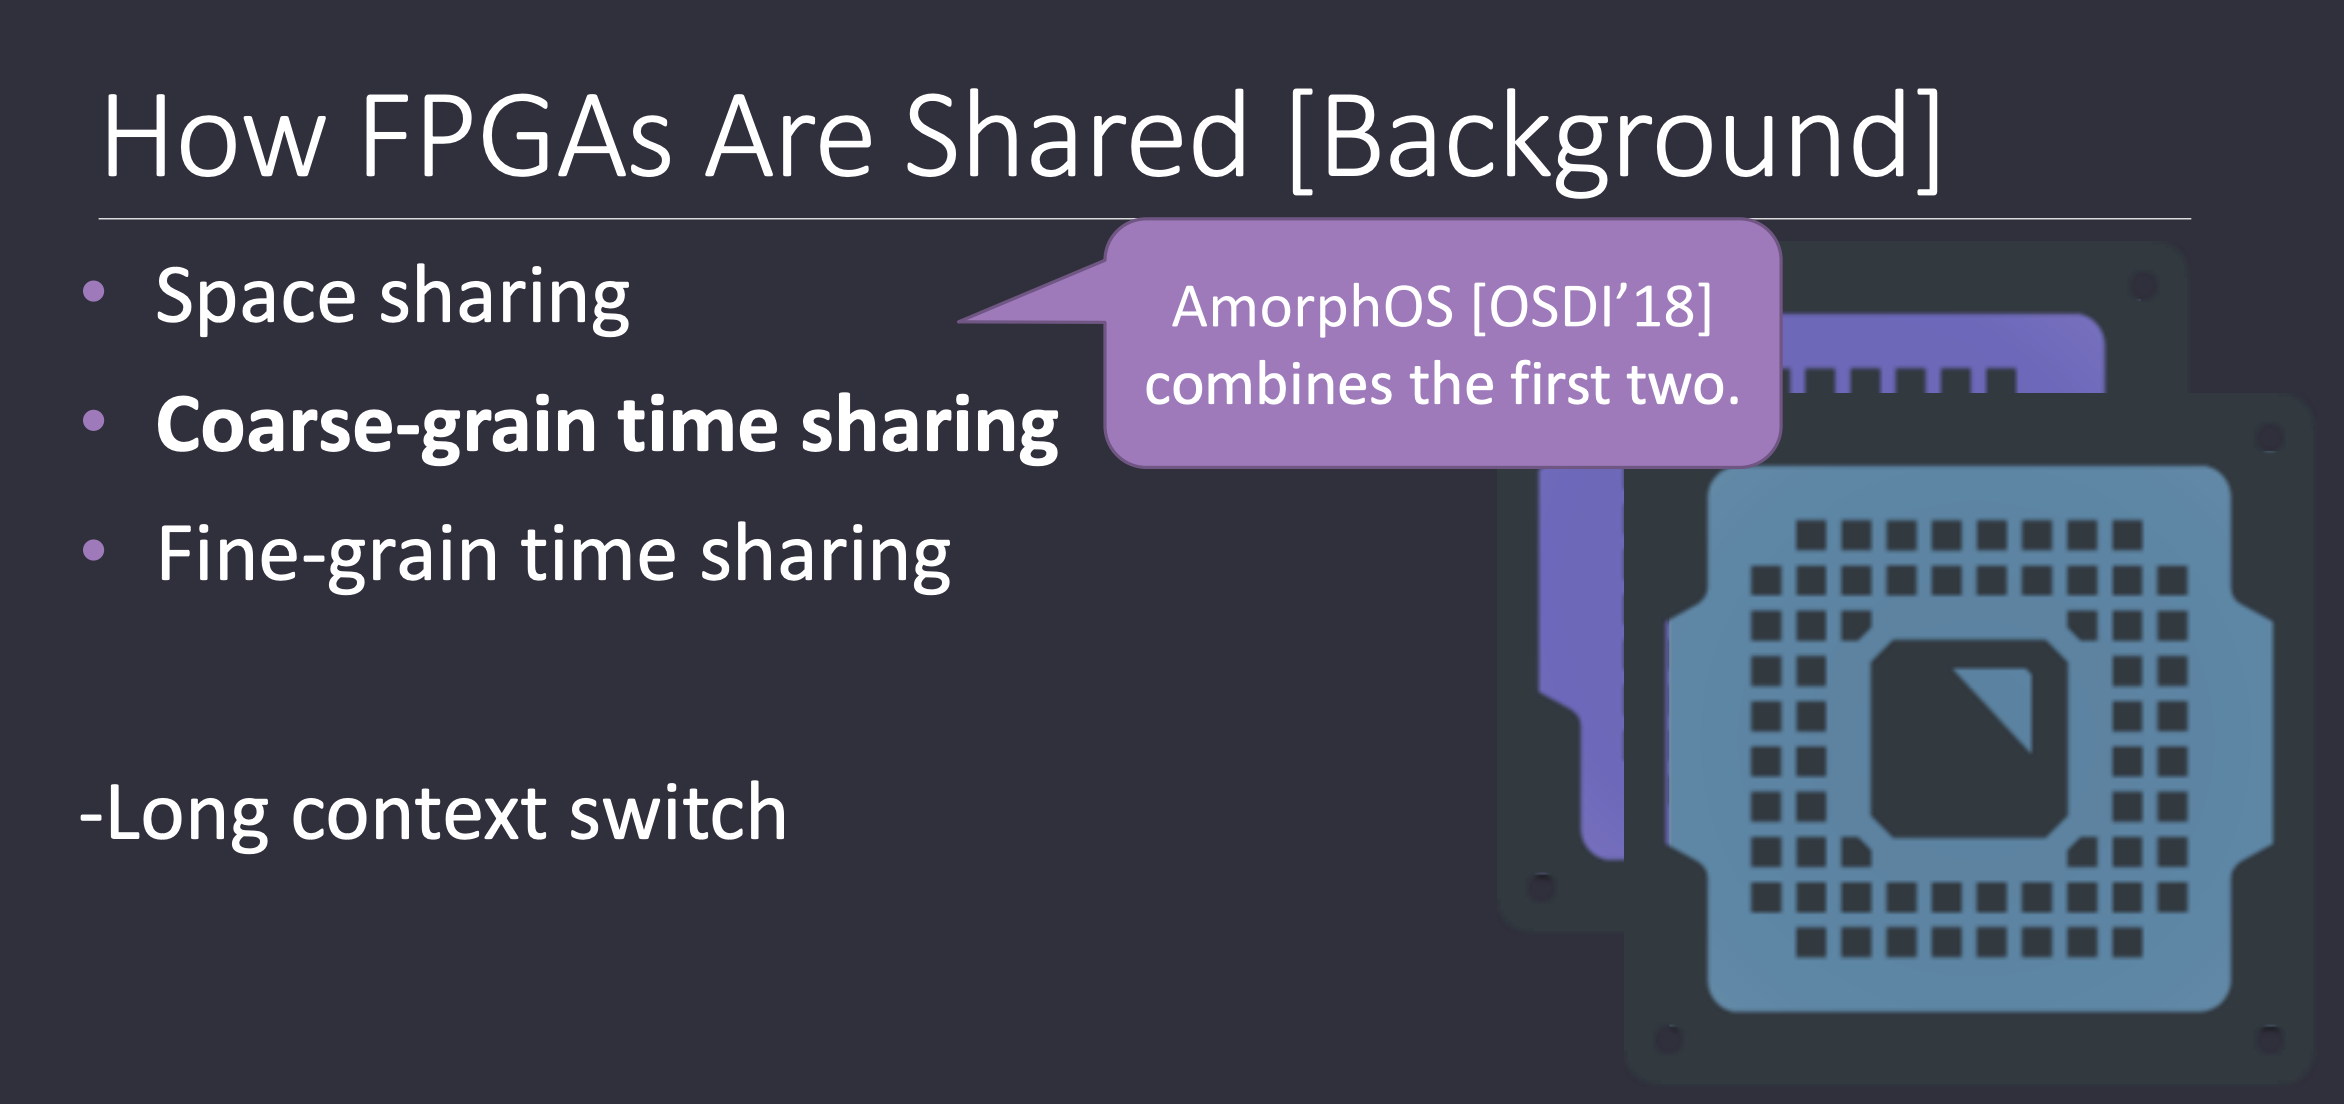 How FPGAs Are Shared [Background]
• Space sharing
AmorphOS [OSDI’18]
combines the first two.
• Coarse-grain time sharing
• Fine-grain time sharing
-Long context switch